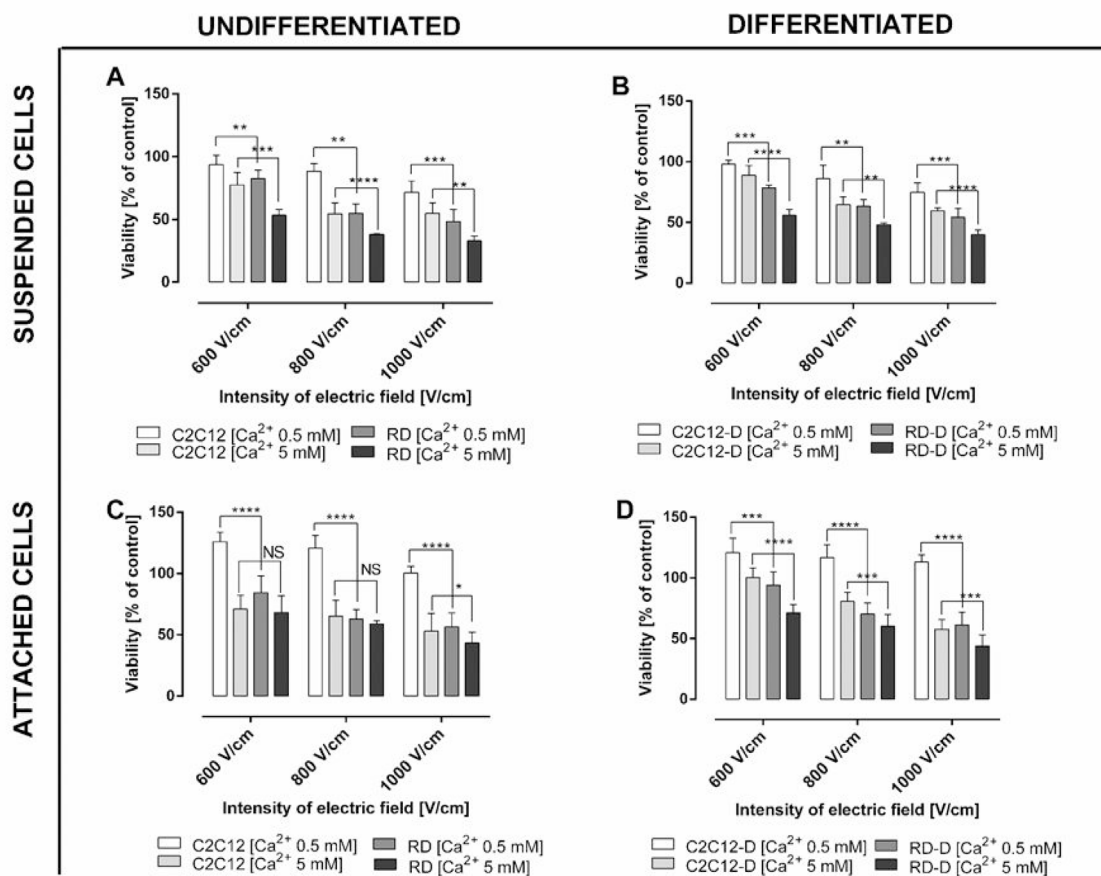 UNDIFFERENTIATED
DIFFERENTIATED
SUSPENDED CELLS
A
Viability [% of control]
150
100
50
0
** *** ** **** *** **
600 V/cm
800 V/cm
1000 V/cm
Intensity of electric field [V/cm]
C2C12 [Ca2+ 0.5 mM]
RD [Ca2+ 0.5 mM]
C2C12 [Ca2+ 5 mM]
RD [Ca2+ 5 mM]
B
Viability [% of control]
150
100
50
0
*** **** ** ** *** ****
600 V/cm
800 V/cm
1000 V/cm
Intensity of electric field [V/cm]
C2C12-D [Ca2+ 0.5 mM]
RD-D [Ca2+ 0.5 mM]
C2C12-D [Ca2+ 5 mM]
RD-D [Ca2+ 5 mM]
ATTACHED CELLS
C
Viability [% of control]
150
100
50
0
**** NS **** NS **** *
600 V/cm
800 V/cm
1000 V/cm
Intensity of electric field [V/cm]
C2C12 [Ca2+ 0.5 mM]
RD [Ca2+ 0.5 mM]
C2C12 [Ca2+ 5 mM]
RD [Ca2+ 5 mM]
D
Viability [% of control]
150
100
50
0
*** **** **** *** **** ***
600 V/cm
800 V/cm
1000 V/cm
Intensity of electric field [V/cm]
C2C12-D [Ca2+ 0.5 mM]
RD-D [Ca2+ 0.5 mM]
C2C12-D [Ca2+ 5 mM]
RD-D [Ca2+ 5 mM]